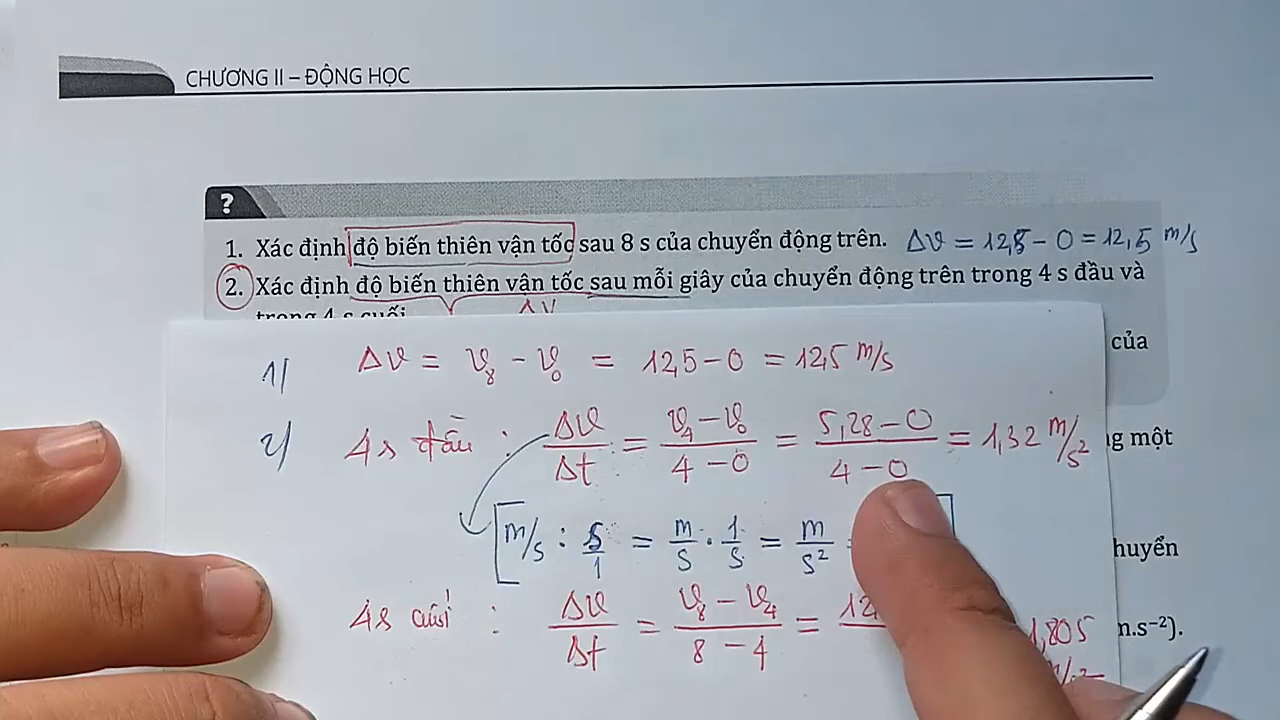 CHƯƠNG II – ĐỘNG HỌC
?
1. Xác định độ biến thiên vận tốc sau 8 s của chuyển động trên. Δv = 12,5 – 0 = 12,5 m/s
2. Xác định độ biến thiên vận tốc sau mỗi giây của chuyển động trên trong 4 s đầu và
trong 4 s cuối. ΔV
của
1/ Δv = v₈ – v₀ = 12,5 – 0 = 12,5 m/s
2/ 4s đầu : Δv/Δt = (v₄ – v₀)/(4 – 0) = (5,28 – 0)/(4 – 0) = 1,32 m/s²
một
[m/s : s/1 = m/s · 1/s = m/s²
huyển
4s cuối : Δv/Δt = (v₈ – v₄)/(8 – 4) = 1,805
m.s⁻²).